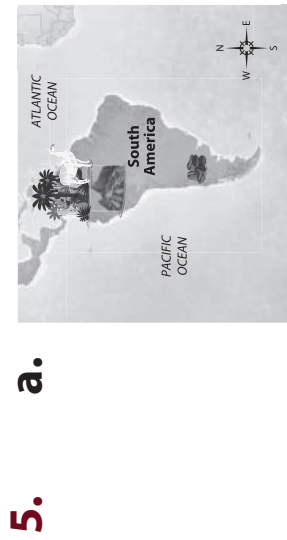 5.
a.
ATLANTIC
OCEAN
South
America
PACIFIC
OCEAN
N
E
S
W